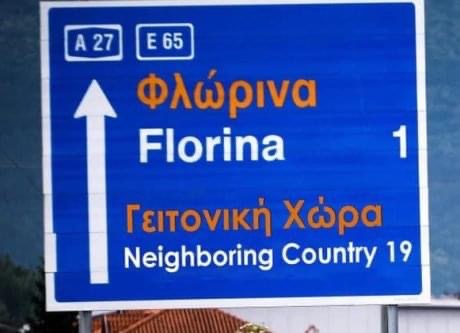 A 27 E 65
Φλώρινα
Florina 1
Γειτονική Χώρα
Neighboring Country 19